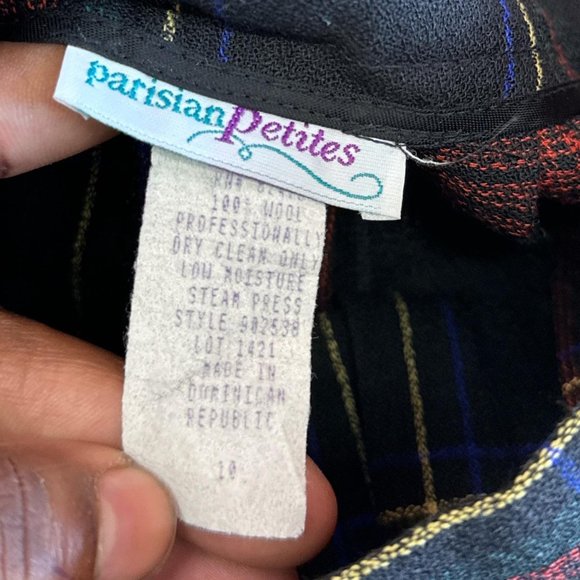 parisian Petites
100% WOOL
PROFESSIONALLY
DRY CLEAN ONLY
LOW MOISTURE
STEAM PRESS
STYLE 902538
LOT 1421
MADE IN
DOMINICAN
REPUBLIC
10